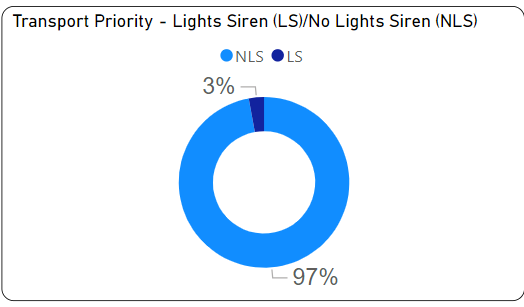 Transport Priority - Lights Siren (LS)/No Lights Siren (NLS)
NLS LS
3%
97%